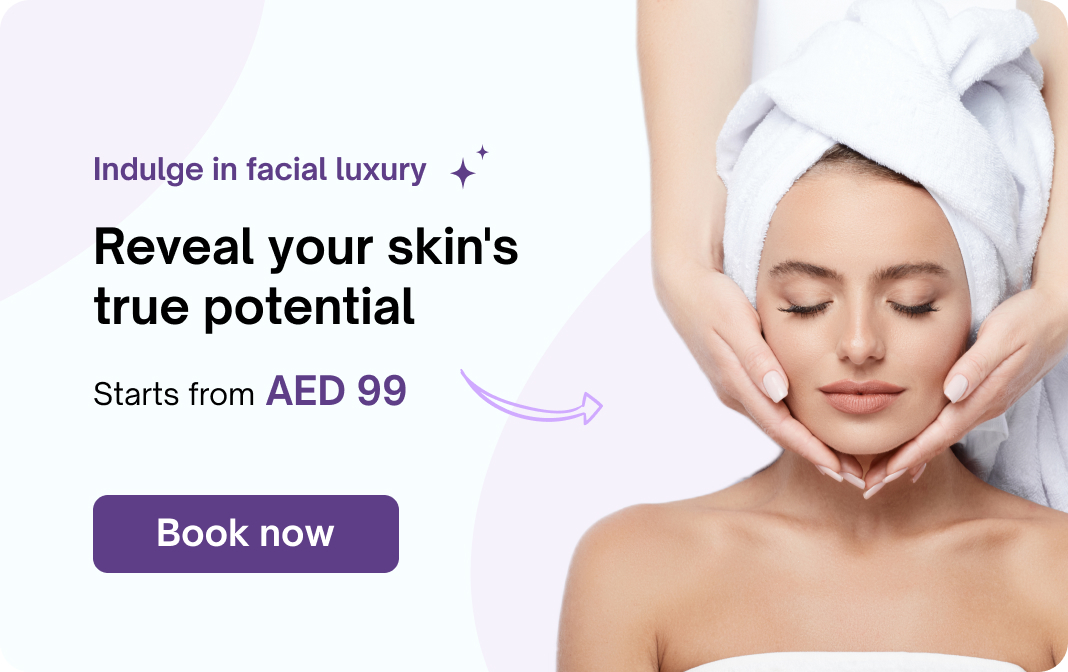 Indulge in facial luxury
Reveal your skin's
true potential
Starts from AED 99
Book now